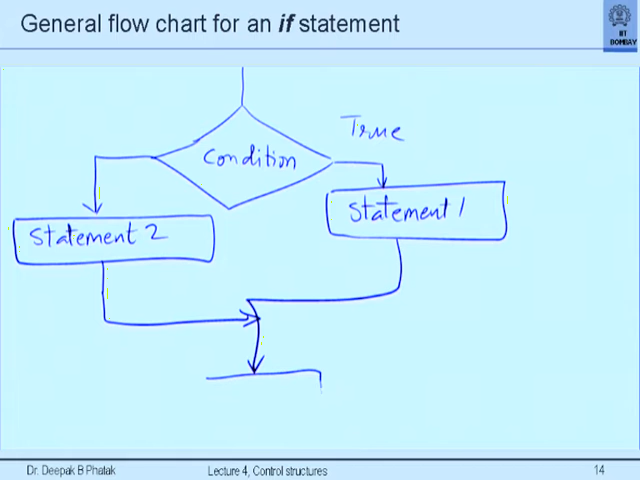 General flow chart for an if statement
IIT
BOMBAY
True
Condition
Statement 1
Statement 2
Dr. Deepak B Phatak
Lecture 4, Control structures
14